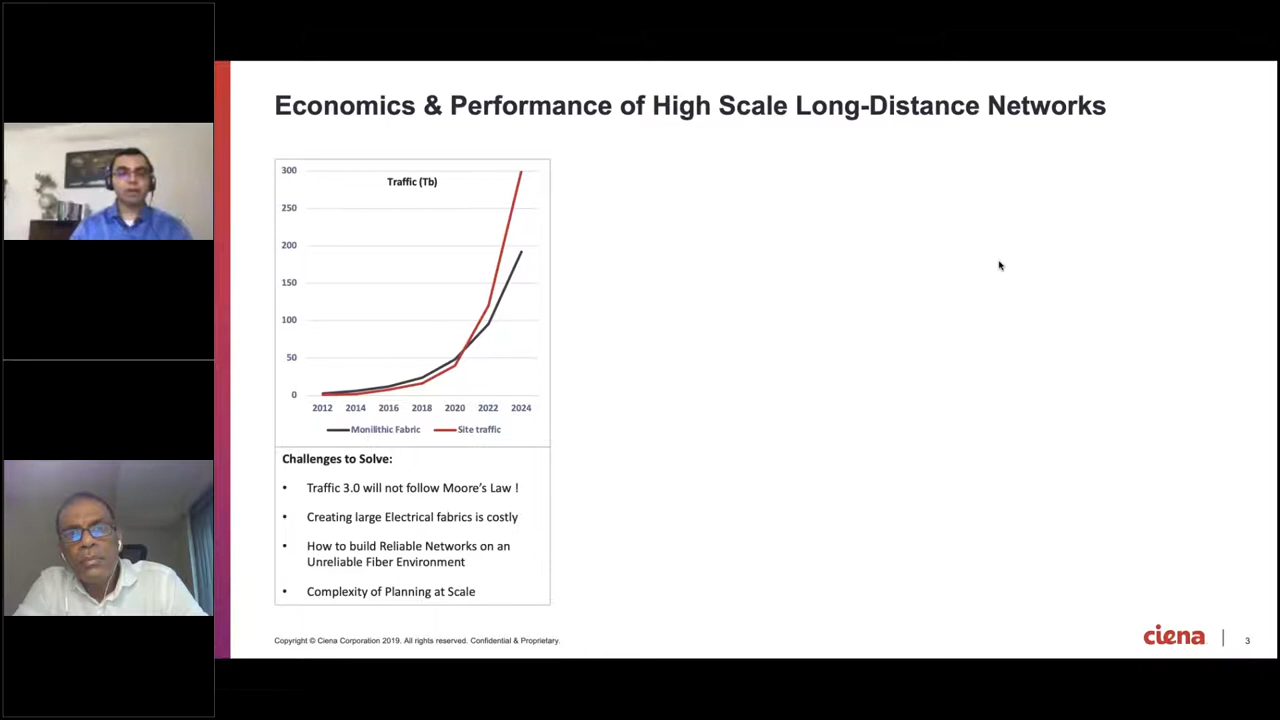 Economics & Performance of High Scale Long-Distance Networks
Traffic (Tb)
300
250
200
150
100
50
0
2012 2014 2016 2018 2020 2022 2024
Monilithic Fabric Site traffic
Challenges to Solve:
• Traffic 3.0 will not follow Moore's Law !
• Creating large Electrical fabrics is costly
• How to build Reliable Networks on an
Unreliable Fiber Environment
• Complexity of Planning at Scale
Copyright © Ciena Corporation 2019. All rights reserved. Confidential & Proprietary.
ciena | 3